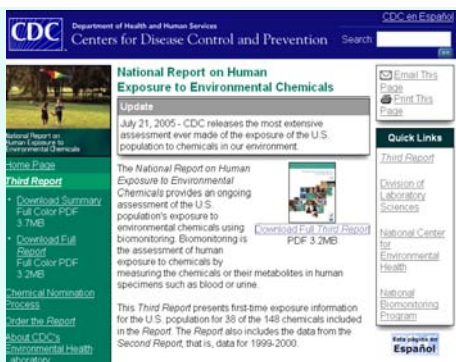 CDC en Español
CDC
Department of Health and Human Services
Centers for Disease Control and Prevention
Search:
National Report on
Human Exposure to
Environmental Chemicals
Home Page
Third Report
• Download Summary
Full Color PDF
3.7MB
• Download Full
Report
Full Color PDF
3.2MB
Chemical Nomination
Process
Order the Report
About CDC's
Environmental Health
Laboratory
National Report on Human
Exposure to Environmental Chemicals
Update
July 21, 2005 - CDC releases the most extensive
assessment ever made of the exposure of the U.S.
population to chemicals in our environment.
The National Report on Human
Exposure to Environmental
Chemicals provides an ongoing
assessment of the U.S.
population's exposure to
environmental chemicals using
biomonitoring. Biomonitoring is
the assessment of human
exposure to chemicals by
measuring the chemicals or their metabolites in human
specimens such as blood or urine.
Download Full Third Report
PDF 3.2MB
This Third Report presents first-time exposure information
for the U.S. population for 38 of the 148 chemicals included
in the Report. The Report also includes the data from the
Second Report, that is, data for 1999-2000.
Email This
Page
Print This
Page
Quick Links
Third Report
Division of
Laboratory
Sciences
National Center
for
Environmental
Health
National
Biomonitoring
Program
Esta página en
Español